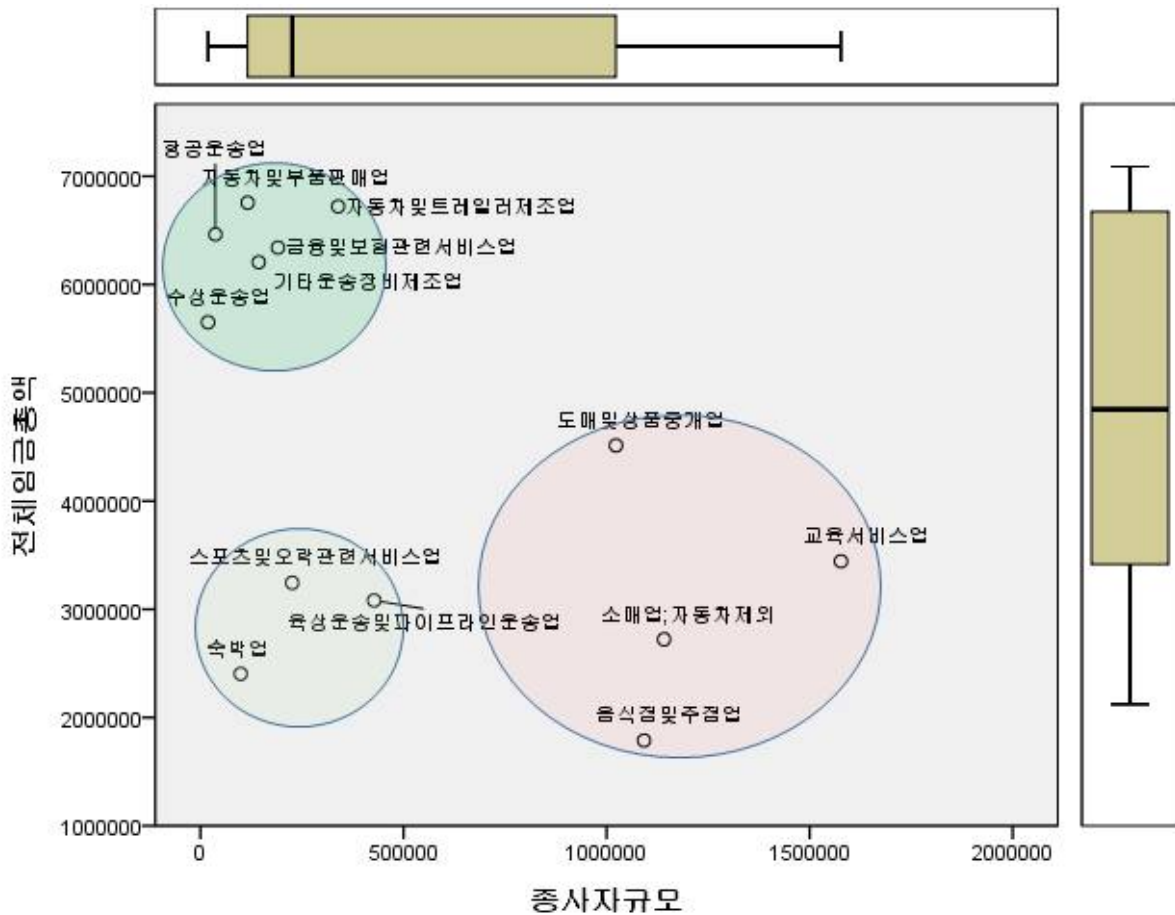 항공운송업
자동차및부품판매업
7000000
자동차및트레일러제조업
금융및보험관련서비스업
기타운송장비제조업
6000000
수상운송업
5000000
도매및상품중개업
4000000
교육서비스업
스포츠및오락관련서비스업
3000000
소매업;자동차제외
육상운송및파이프라인운송업
숙박업
2000000
음식점및주점업
1000000
전체임금총액
0
500000
1000000
1500000
2000000
종사자규모